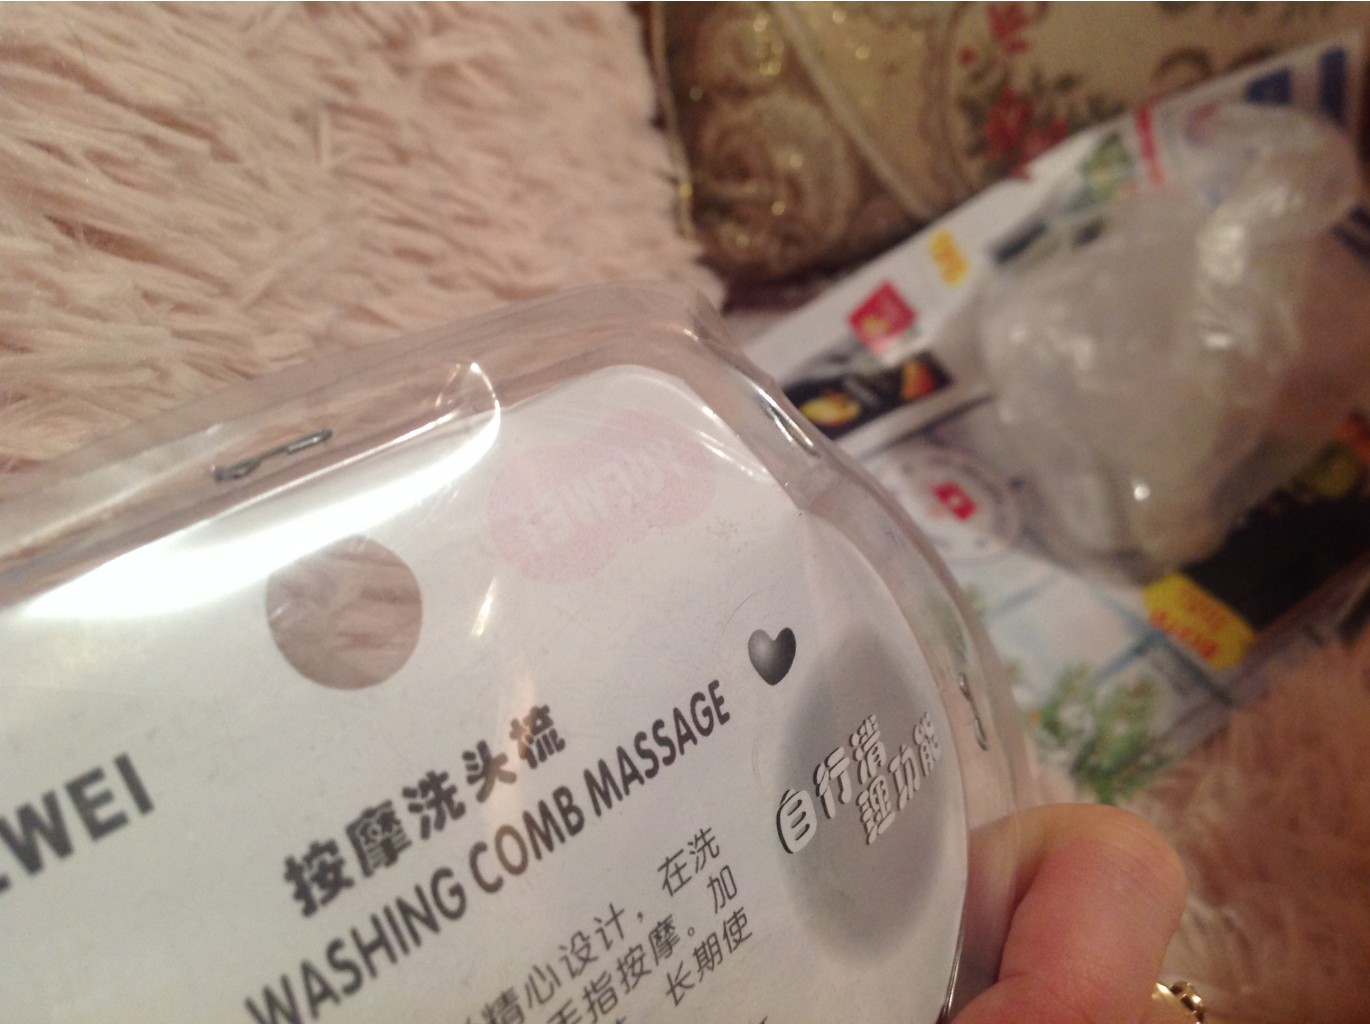 WEI
按摩洗头梳
WASHING COMB MASSAGE
自行清
理功能
精心设计，在洗
手指按摩。加
长期使